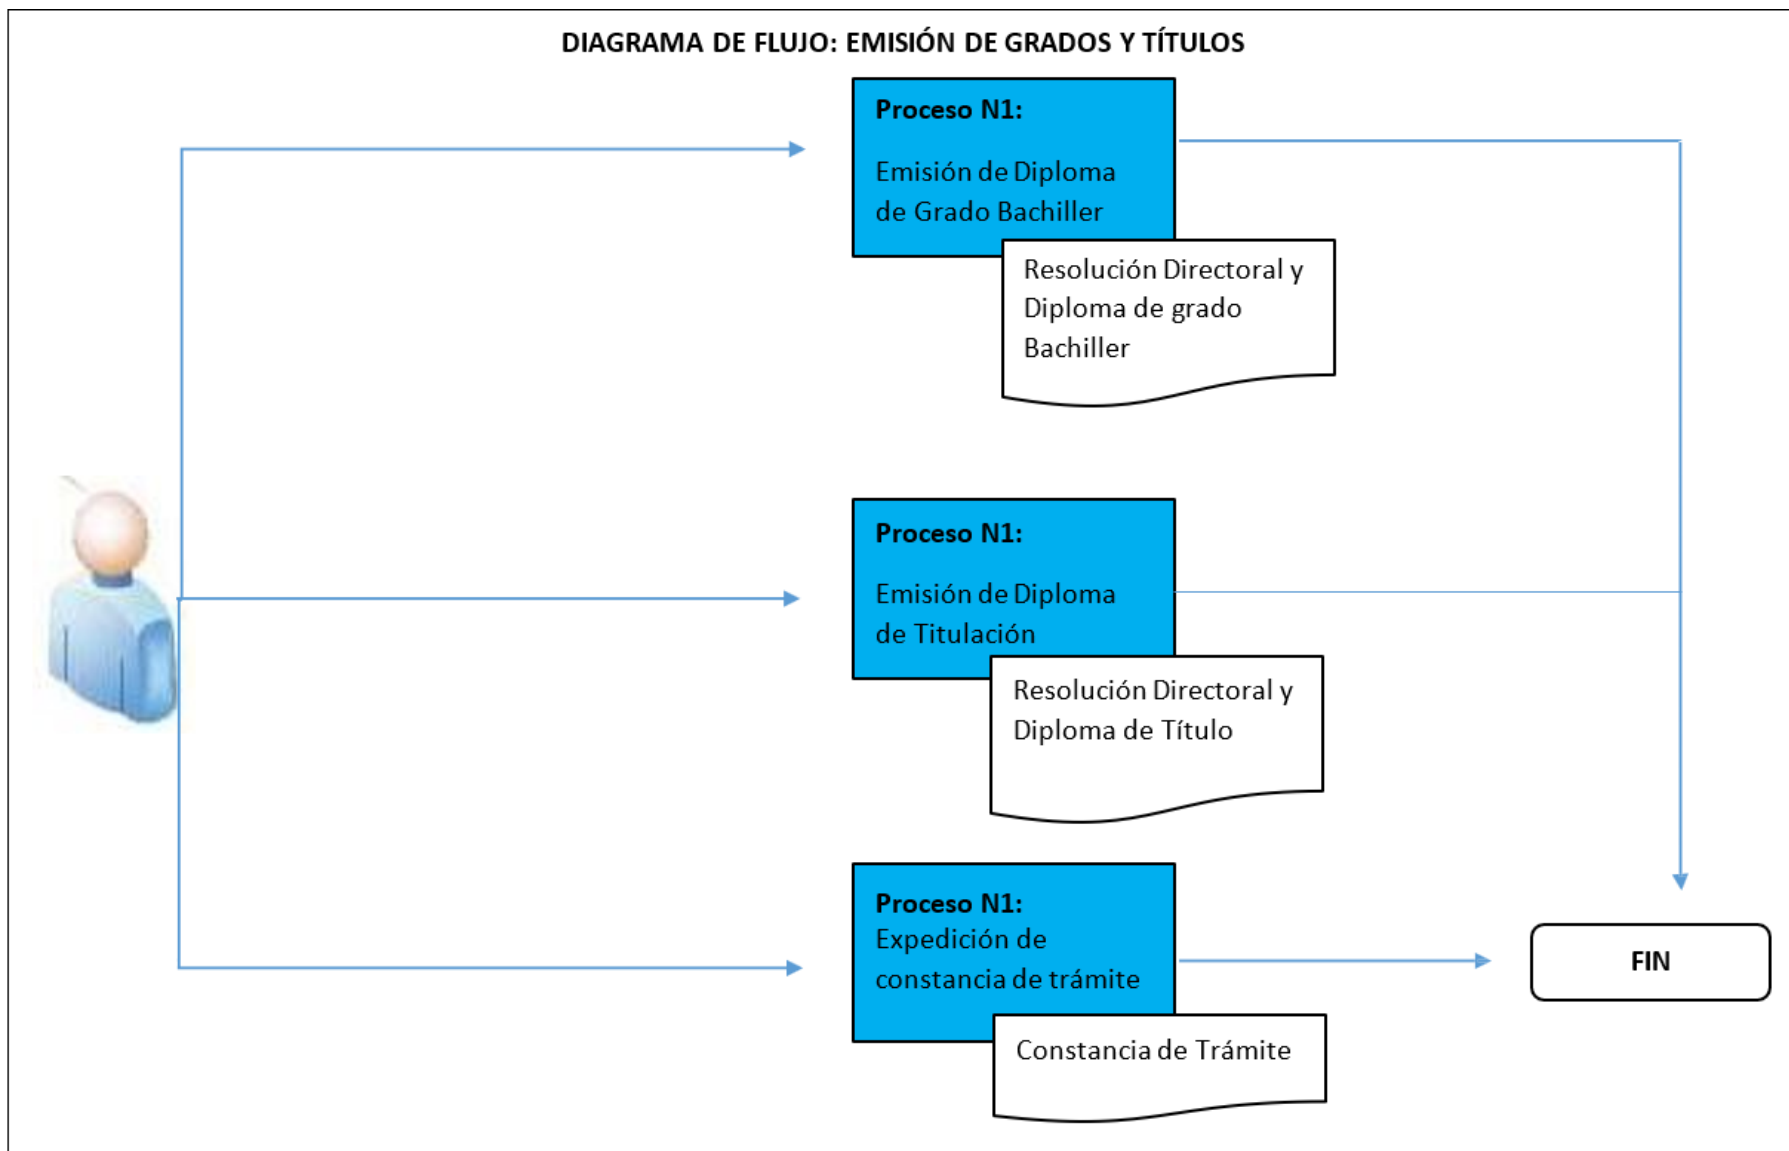 DIAGRAMA DE FLUJO: EMISIÓN DE GRADOS Y TÍTULOS
Proceso N1:
Emisión de Diploma
de Grado Bachiller
Resolución Directoral y
Diploma de grado
Bachiller
Proceso N1:
Emisión de Diploma
de Titulación
Resolución Directoral y
Diploma de Título
Proceso N1:
Expedición de
constancia de trámite
Constancia de Trámite
FIN